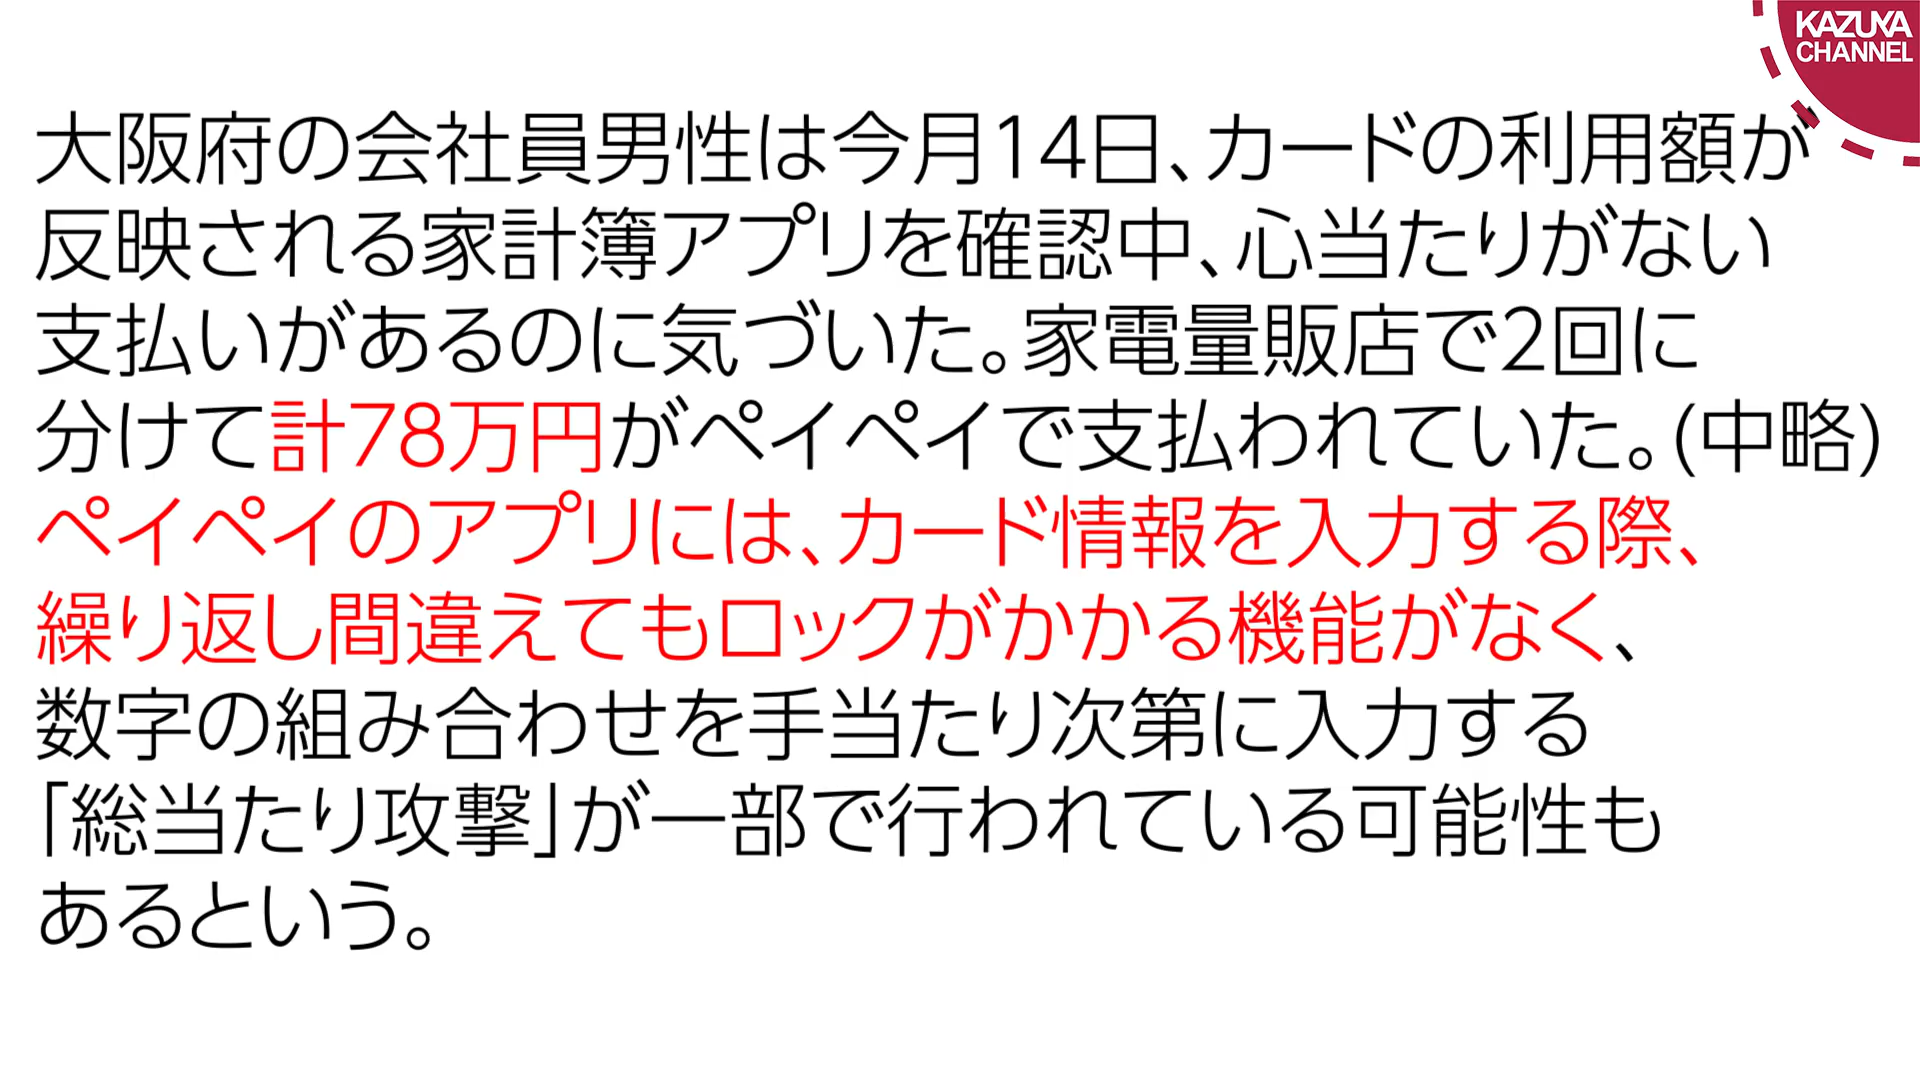 KAZUYA
CHANNEL
大阪府の会社員男性は今月14日、カードの利用額が
反映される家計簿アプリを確認中、心当たりがない
支払いがあるのに気づいた。家電量販店で2回に
分けて計78万円がペイペイで支払われていた。(中略)
ペイペイのアプリには、カード情報を入力する際、
繰り返し間違えてもロックがかかる機能がなく、
数字の組み合わせを手当たり次第に入力する
「総当たり攻撃」が一部で行われている可能性も
あるという。